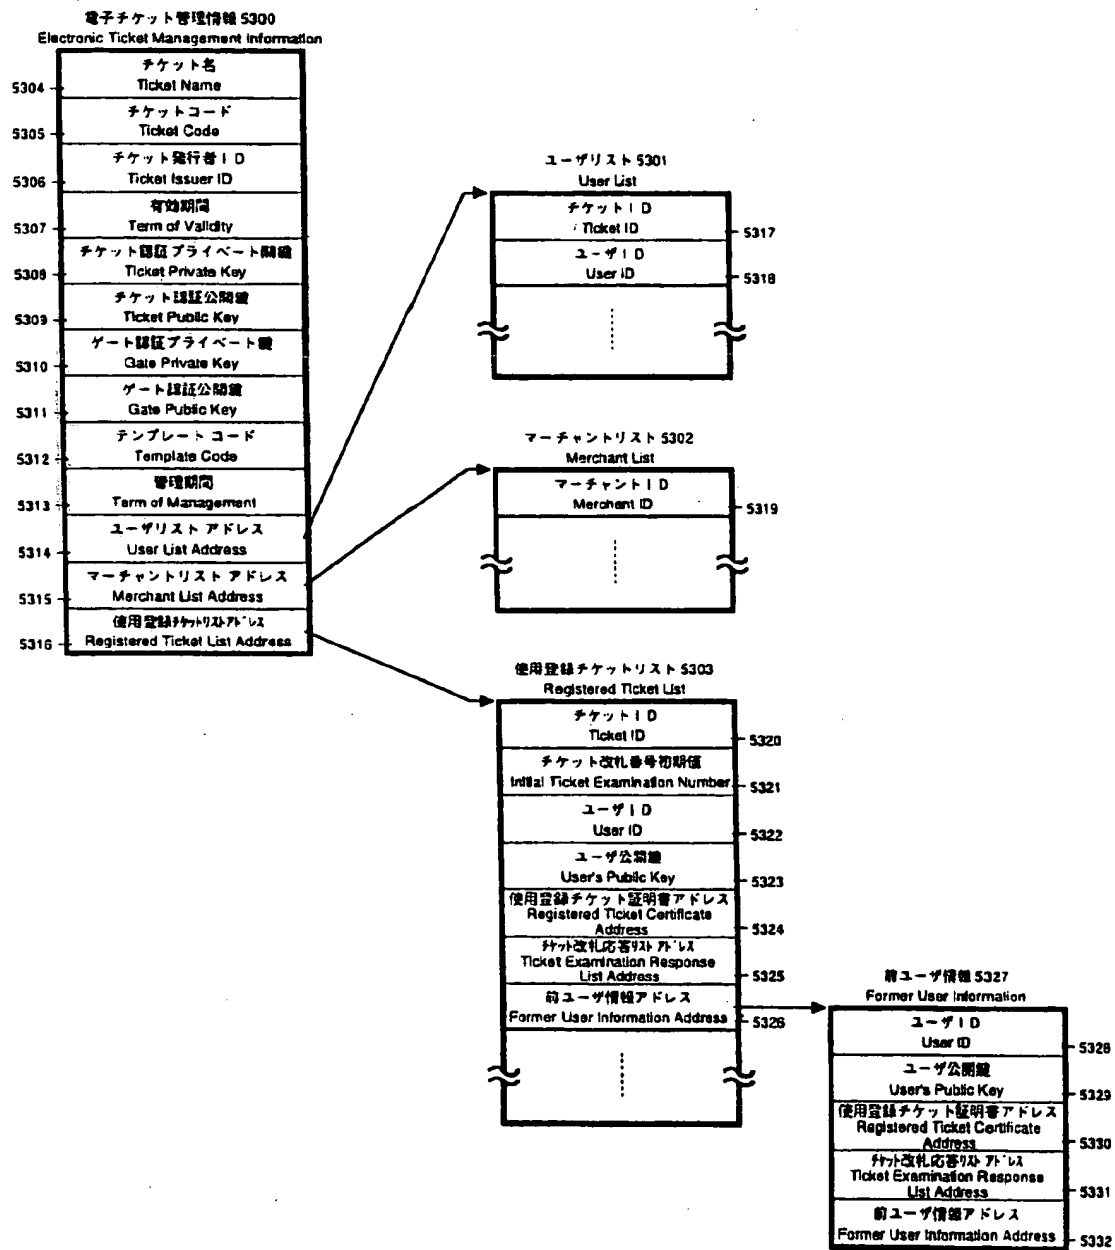 電子チケット管理情報 5300
Electronic Ticket Management Information
チケット名
5304
Ticket Name
チケットコード
5305
Ticket Code
チケット発行者ID
5306
Ticket Issuer ID
有効期間
5307
Term of Validity
チケット認証プライベート開鍵
5308
Ticket Private Key
チケット認証公開鍵
5309
Ticket Public Key
ゲート認証プライベート鍵
5310
Gate Private Key
ゲート認証公開鍵
5311
Gate Public Key
テンプレート コード
5312
Template Code
管理期間
5313
Term of Management
ユーザリスト アドレス
5314
User List Address
マーチャントリスト アドレス
5315
Merchant List Address
使用登録チケットリストアドレス
5316
Registered Ticket List Address
ユーザリスト 5301
User List
チケットID
Ticket ID
5317
ユーザID
User ID
5318
マーチャントリスト 5302
Merchant List
マーチャントID
Merchant ID
5319
使用登録チケットリスト 5303
Registered Ticket List
チケットID
Ticket ID
5320
チケット改札番号初期値
Initial Ticket Examination Number
5321
ユーザID
User ID
5322
ユーザ公開鍵
User's Public Key
5323
使用登録チケット証明書アドレス
Registered Ticket Certificate
Address
5324
チケット改札応答リスト アドレス
Ticket Examination Response
List Address
5325
前ユーザ情報アドレス
Former User Information Address
5326
前ユーザ情報 5327
Former User Information
ユーザID
User ID
5328
ユーザ公開鍵
User's Public Key
5329
使用登録チケット証明書アドレス
Registered Ticket Certificate
Address
5330
チケット改札応答リスト アドレス
Ticket Examination Response
List Address
5331
前ユーザ情報アドレス
Former User Information Address
5332